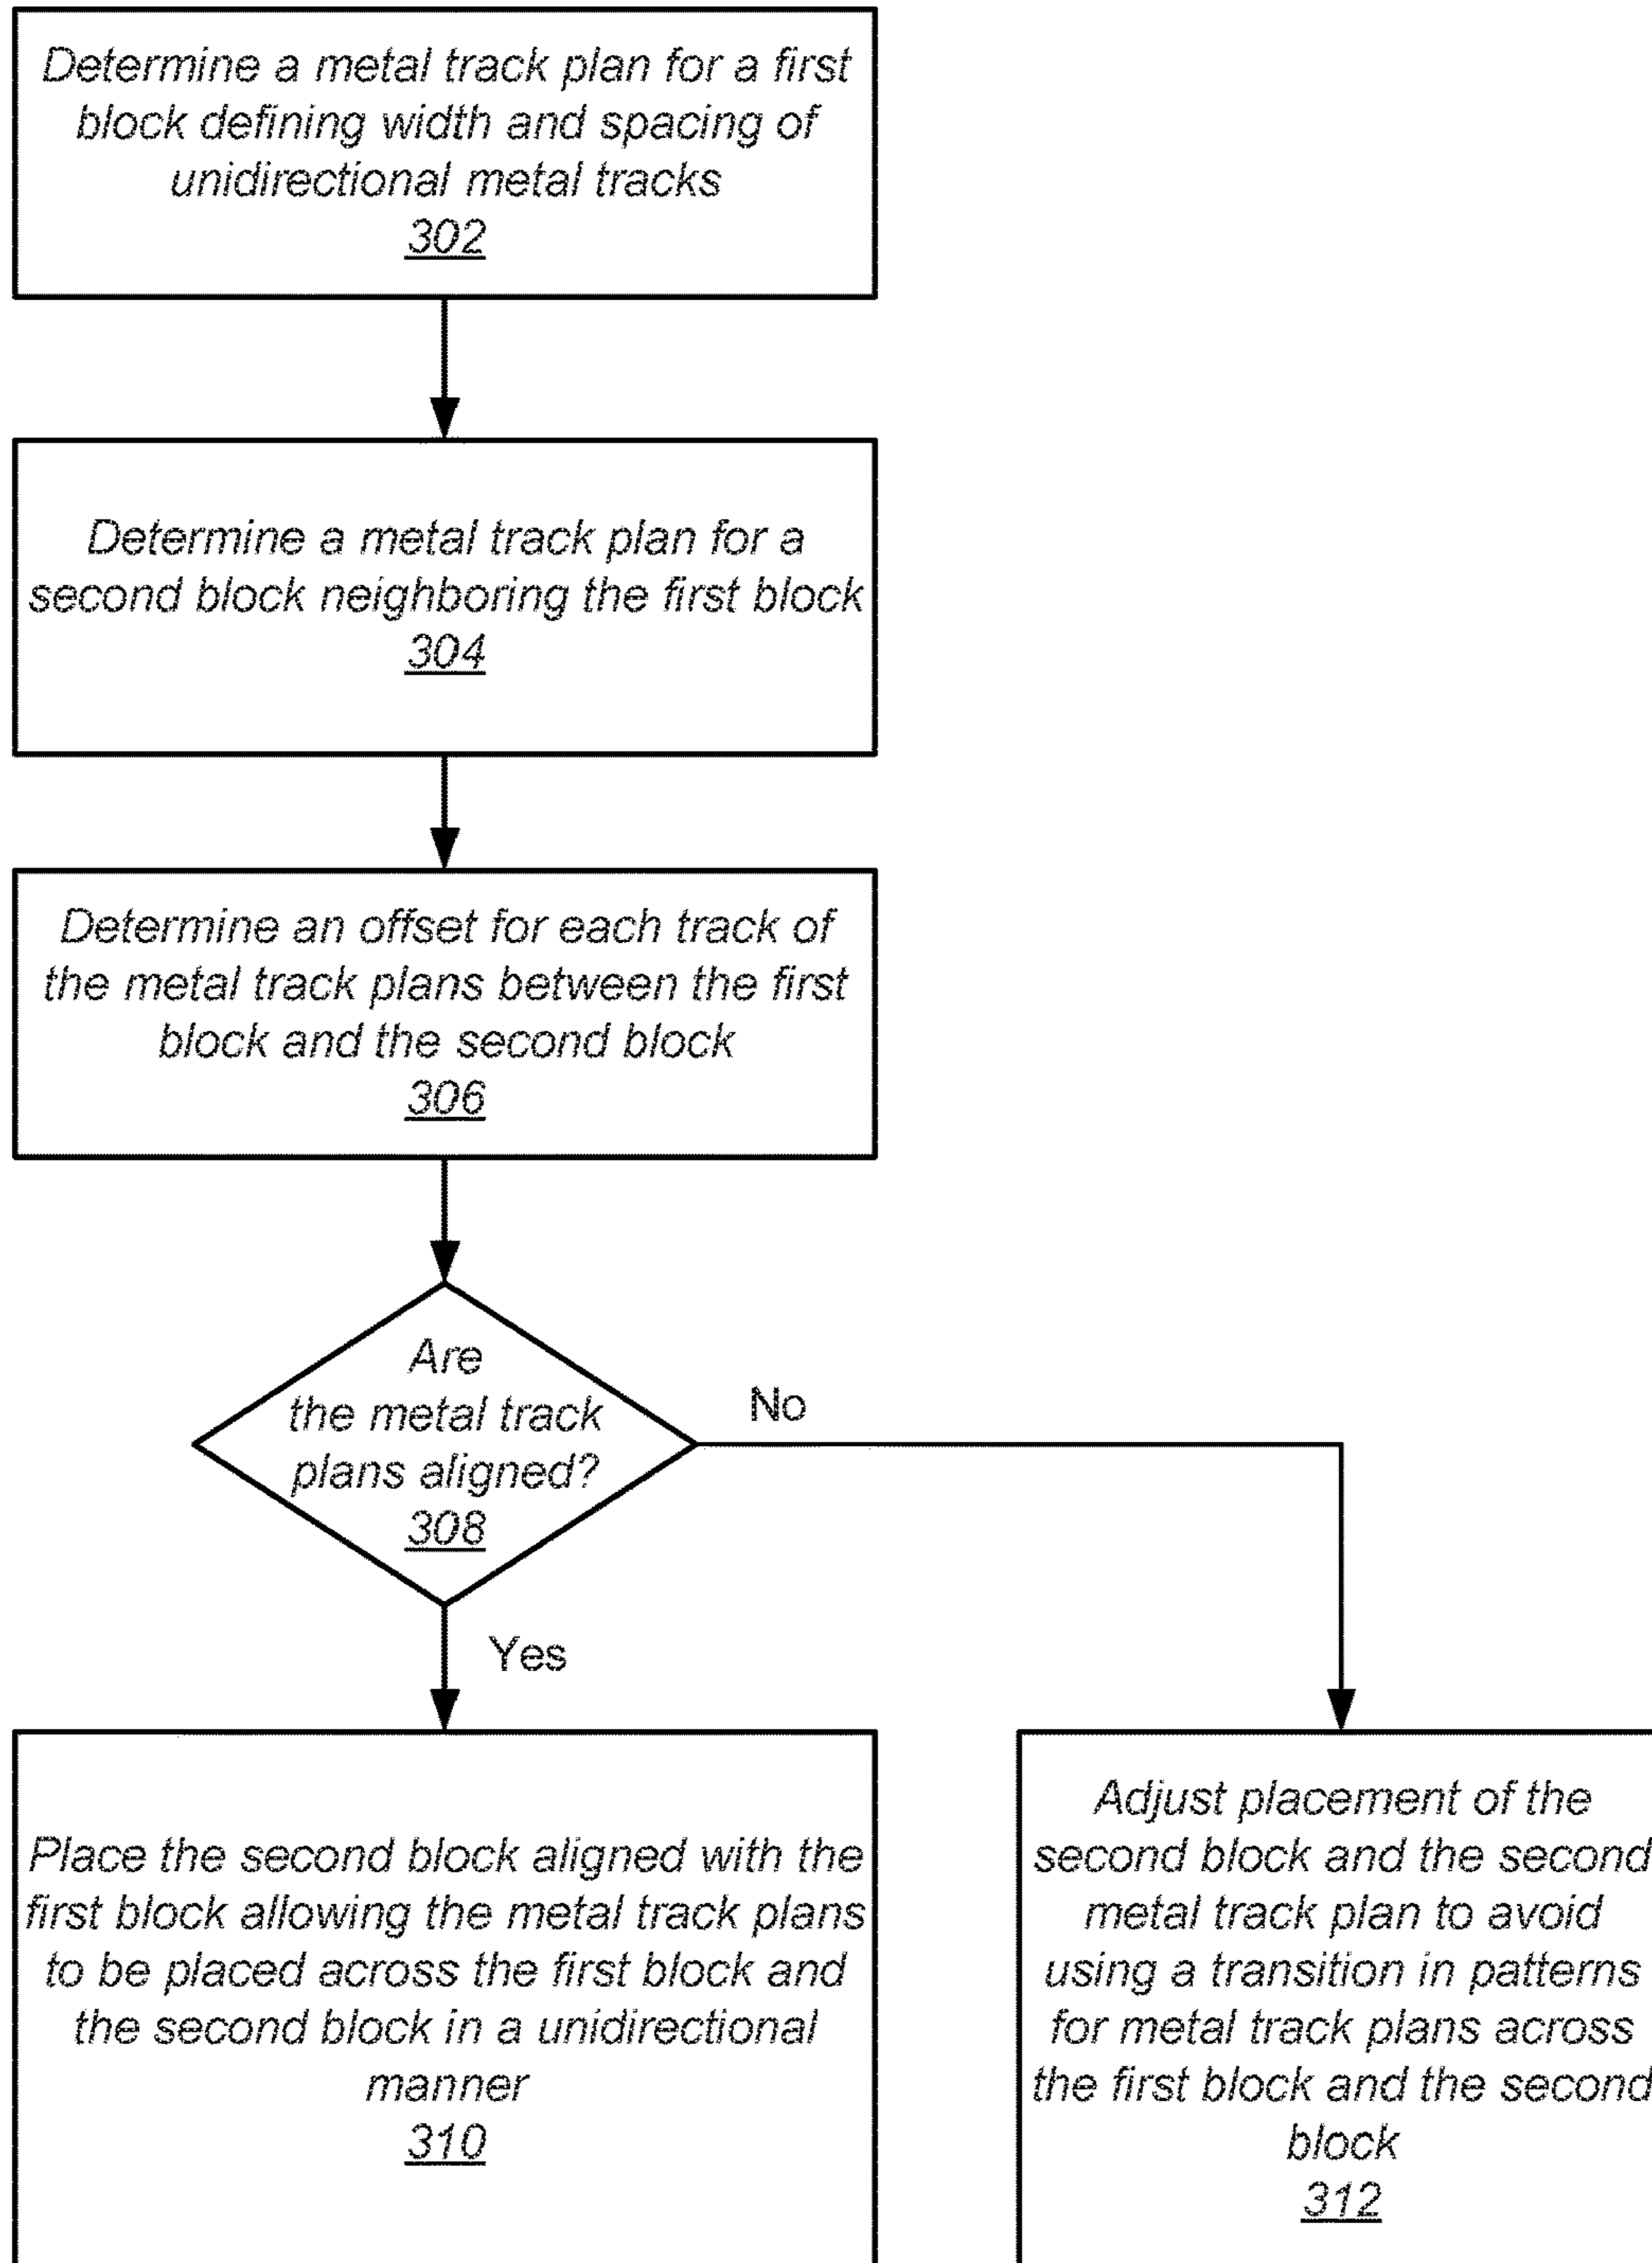 Determine a metal track plan for a first
block defining width and spacing of
unidirectional metal tracks
302
Determine a metal track plan for a
second block neighboring the first block
304
Determine an offset for each track of
the metal track plans between the first
block and the second block
306
Are
the metal track
plans aligned?
308
No
Yes
Place the second block aligned with the
first block allowing the metal track plans
to be placed across the first block and
the second block in a unidirectional
manner
310
Adjust placement of the
second block and the second
metal track plan to avoid
using a transition in patterns
for metal track plans across
the first block and the second
block
312